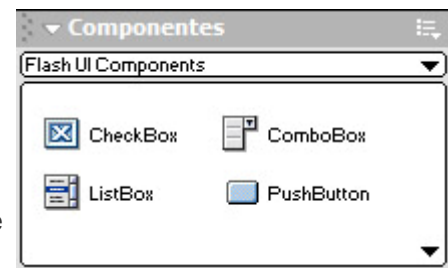 Componentes
Flash UI Components
CheckBox ComboBox
ListBox PushButton
e